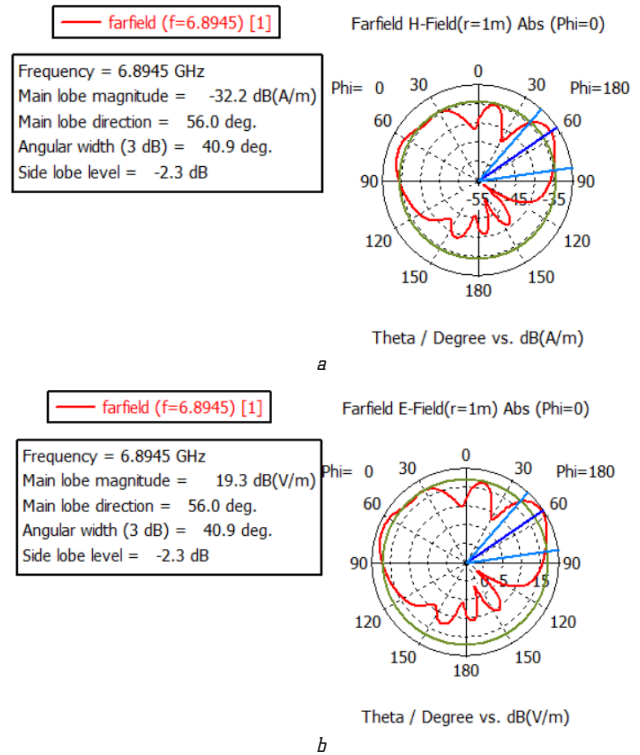 farfield (f=6.8945) [1]
Frequency = 6.8945 GHz
Main lobe magnitude = -32.2 dB(A/m)
Main lobe direction = 56.0 deg.
Angular width (3 dB) = 40.9 deg.
Side lobe level = -2.3 dB
Farfield H-Field(r=1m) Abs (Phi=0)
0
Phi= 0 30 30 Phi=180
60 60
90 55 -45 -35 90
120 120
150 150
180
Theta / Degree vs. dB(A/m)
a
farfield (f=6.8945) [1]
Frequency = 6.8945 GHz
Main lobe magnitude = 19.3 dB(V/m)
Main lobe direction = 56.0 deg.
Angular width (3 dB) = 40.9 deg.
Side lobe level = -2.3 dB
Farfield E-Field(r=1m) Abs (Phi=0)
0
Phi= 0 30 30 Phi=180
60 60
90 5 15 90
120 120
150 150
180
Theta / Degree vs. dB(V/m)
b